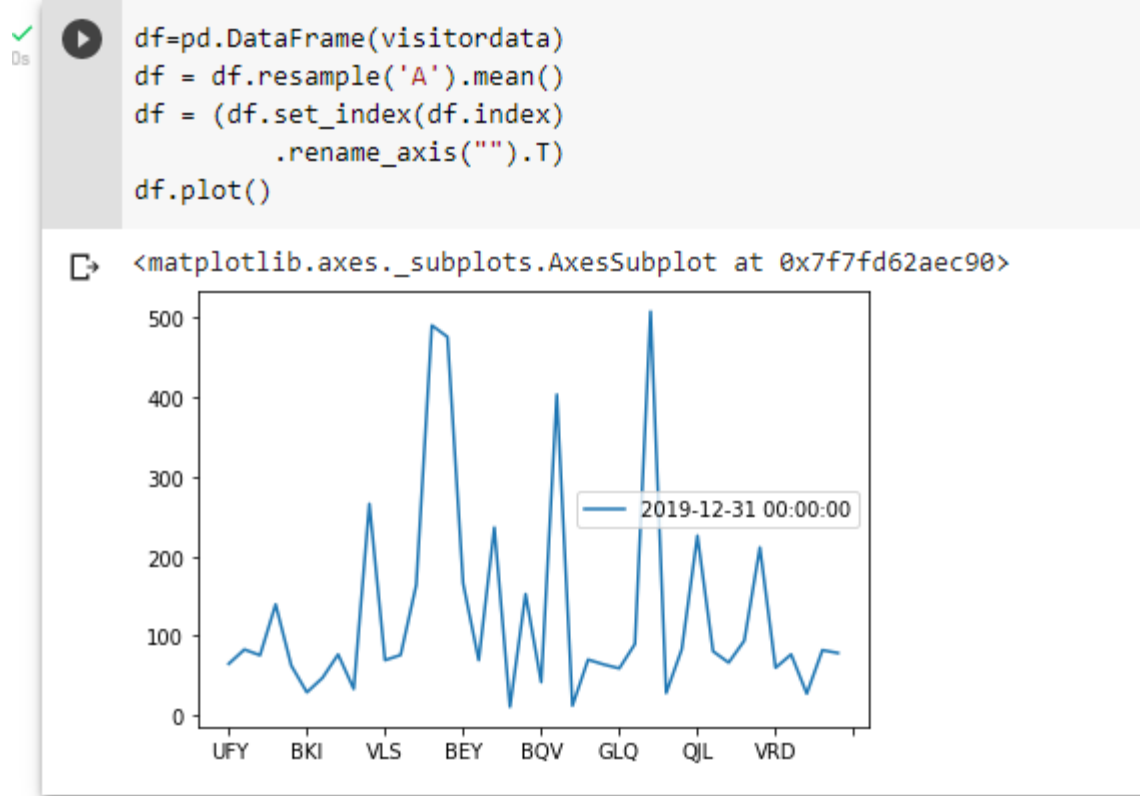 0s
df=pd.DataFrame(visitordata)
df = df.resample('A').mean()
df = (df.set_index(df.index)
.rename_axis("").T)
df.plot()
<matplotlib.axes._subplots.AxesSubplot at 0x7f7fd62aec90>
500
400
300
2019-12-31 00:00:00
200
100
0
UFY BKI VLS BEY BQV GLQ QJL VRD